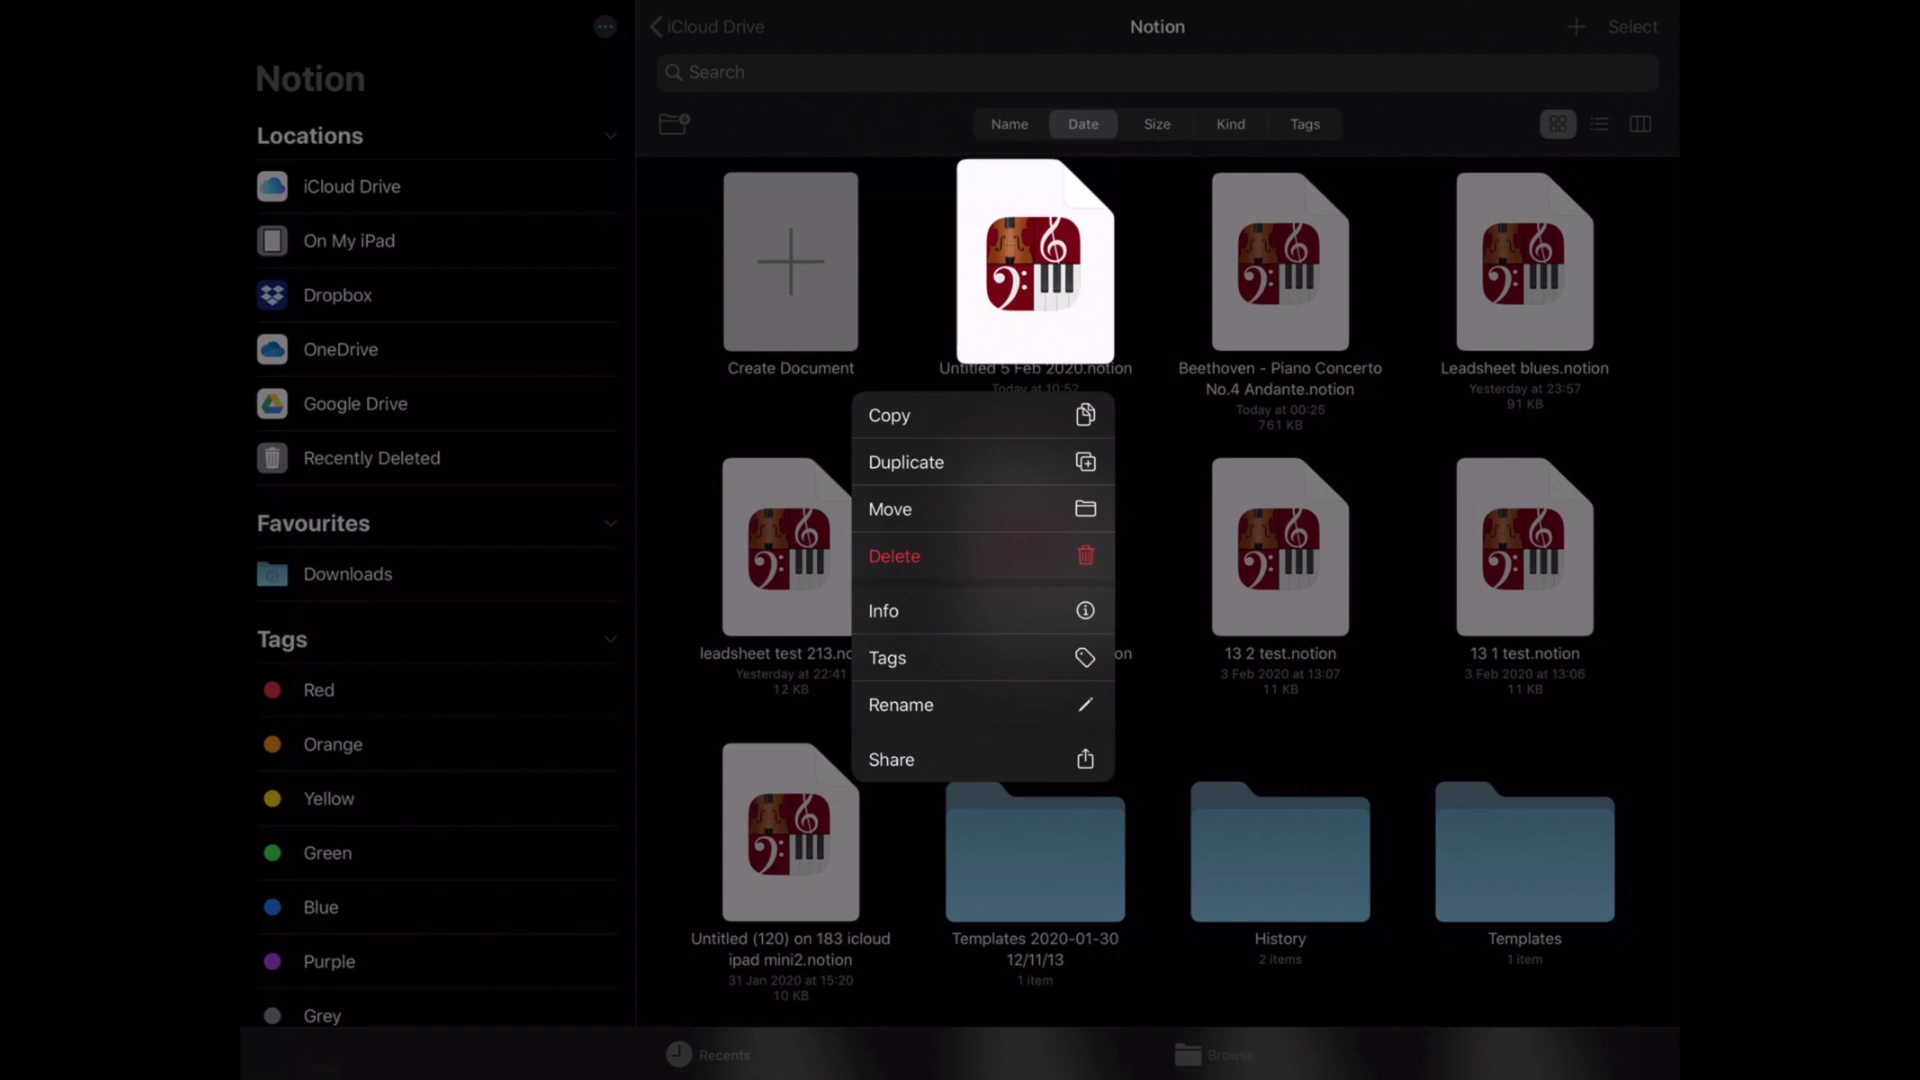 Notion
Locations
iCloud Drive
On My iPad
Dropbox
OneDrive
Google Drive
Recently Deleted
Favourites
Downloads
Tags
Red
Orange
Yellow
Green
Blue
Purple
Grey
iCloud Drive
Notion
Select
Search
Name
Date
Size
Kind
Tags
Create Document
Untitled 5 Feb 2020.notion
Today at 10:52
Beethoven - Piano Concerto
No.4 Andante.notion
Today at 00:25
761 KB
Leadsheet blues.notion
Yesterday at 23:57
91 KB
Copy
Duplicate
Move
Delete
Info
Tags
Rename
Share
leadsheet test 213.no
Yesterday at 22:41
12 KB
on
13 2 test.notion
3 Feb 2020 at 13:07
11 KB
13 1 test.notion
3 Feb 2020 at 13:06
11 KB
Untitled (120) on 183 icloud
ipad mini2.notion
31 Jan 2020 at 15:20
10 KB
Templates 2020-01-30
12/11/13
1 item
History
2 items
Templates
1 item
Recents
Browse